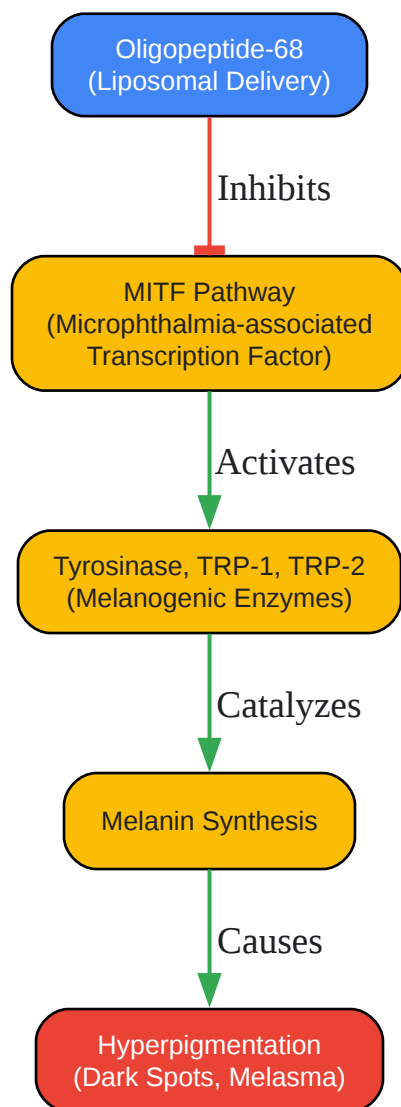 Oligopeptide-68
(Liposomal Delivery)
Inhibits
MITF Pathway
(Microphthalmia-associated
Transcription Factor)
Activates
Tyrosinase, TRP-1, TRP-2
(Melanogenic Enzymes)
Catalyzes
Melanin Synthesis
Causes
Hyperpigmentation
(Dark Spots, Melasma)